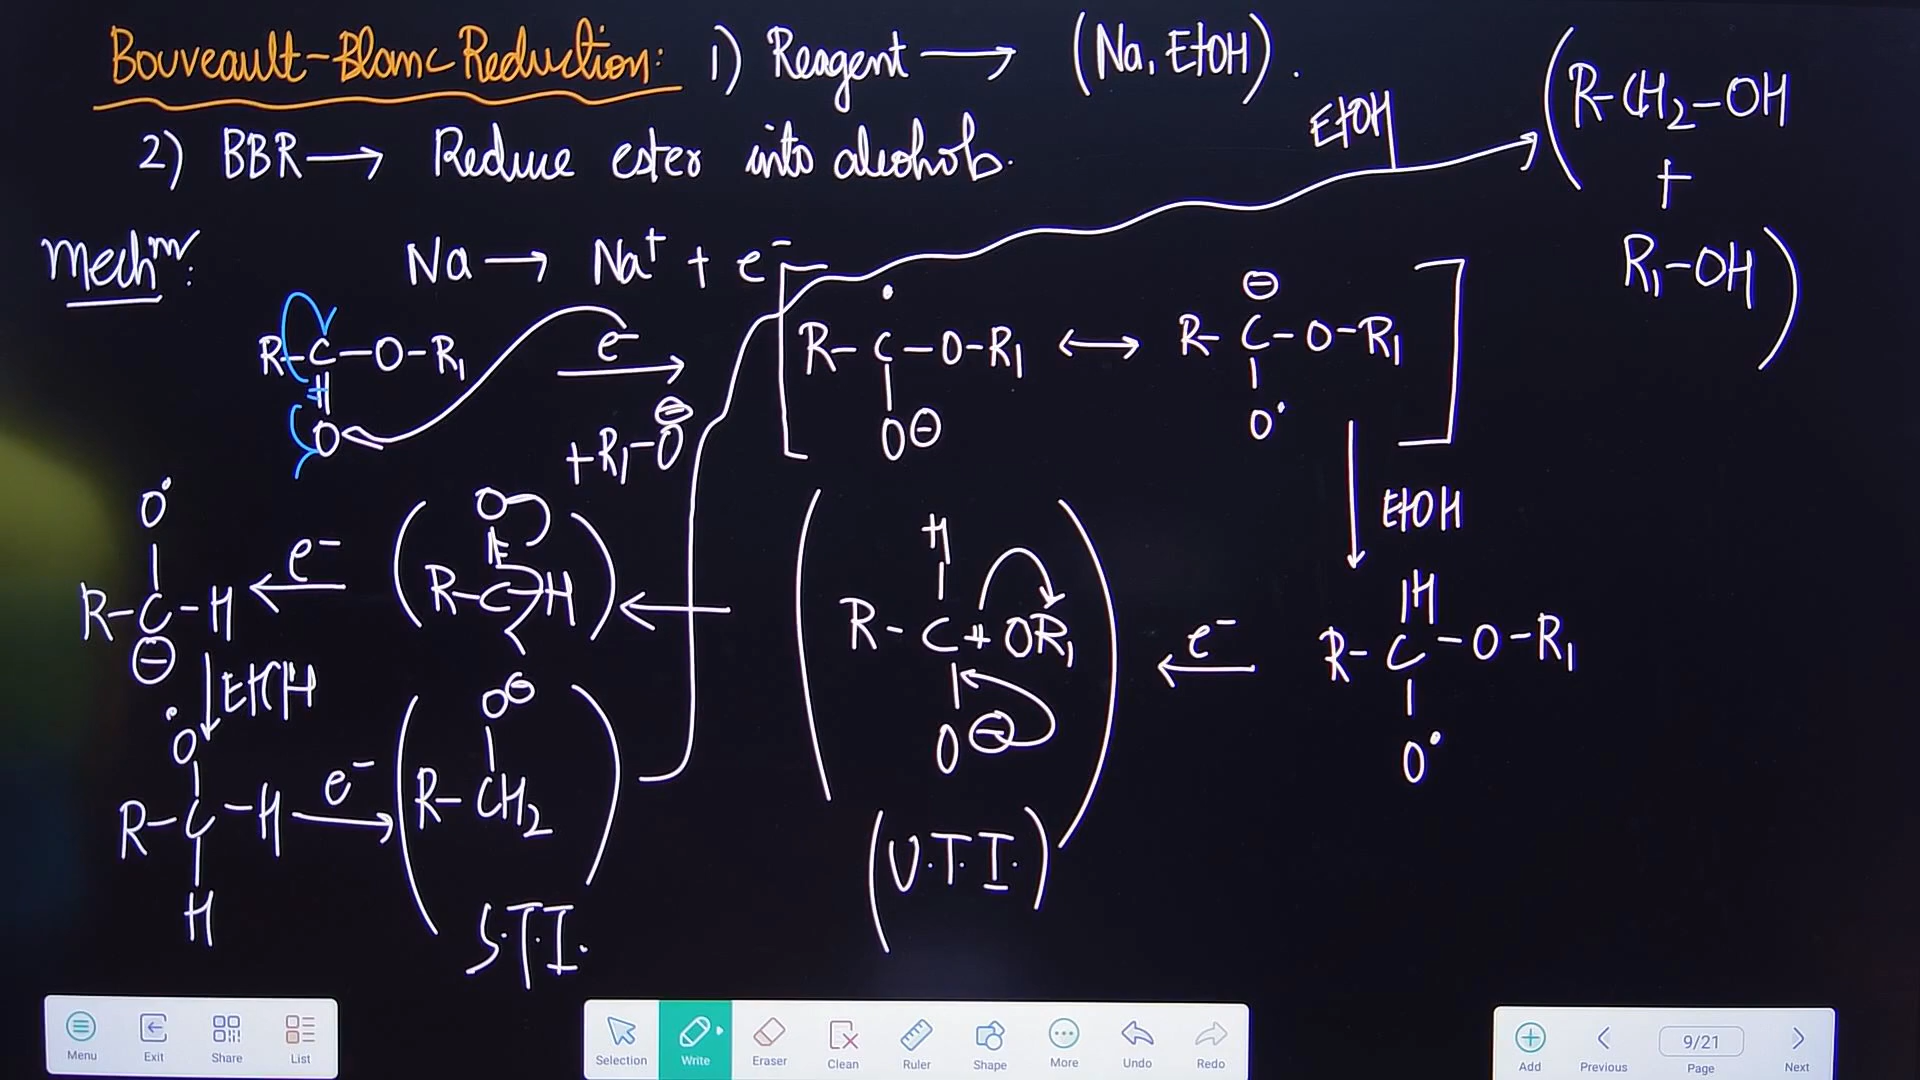 Bouveault-Blanc Reduction: 1) Reagent → (Na, EtOH).
2) BBR → Reduce ester into alcohols.
EtOH
(R-CH2-OH
+
R1-OH)
Mechm:
Na → Na+ + e-
R-C-O-R1
O
e-
+R1-O⊖
[R-C-O-R1 ↔ R-C-O-R1]
O⊖
⊖
O•
EtOH
H
R-C-O-R1
O•
e-
H
R-C-OR1
O⊖
(U.T.I.)
O
(R-C-H)
e-
O•
R-C-H
⊖
EtOH
O•
R-C-H
H
e-
O⊖
(R-CH2)
S.T.I.
Menu
Exit
Share
List
Selection
Write
Eraser
Clean
Ruler
Shape
More
Undo
Redo
Add
Previous
9/21
Page
Next